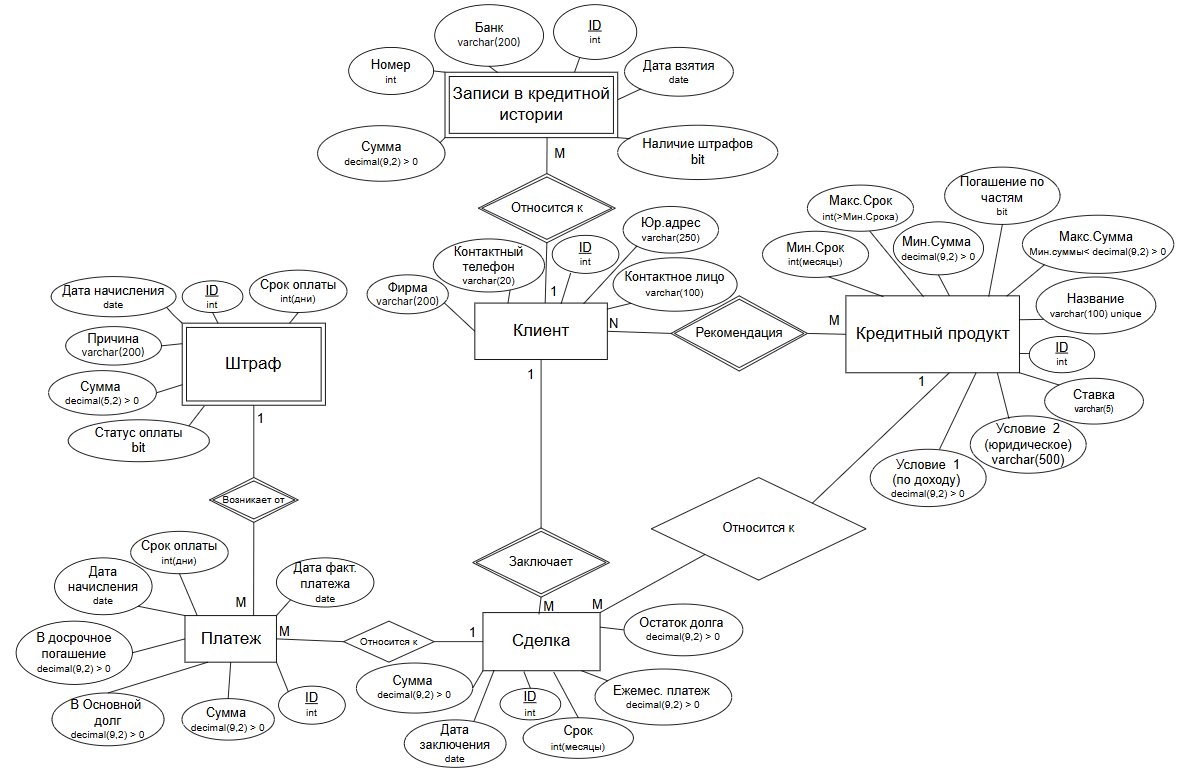 Банк
varchar(200)
ID
int
Номер
int
Дата взятия
date
Записи в кредитной
истории
Сумма
decimal(9,2) > 0
Наличие штрафов
bit
M
Относится к
1
Контактный
телефон
varchar(20)
ID
int
Юр.адрес
varchar(250)
Фирма
varchar(200)
Контактное лицо
varchar(100)
Клиент
N
Рекомендация
M
Макс.Срок
int(>Мин.Срока)
Погашение по
частям
bit
Мин.Срок
int(месяцы)
Мин.Сумма
decimal(9,2) > 0
Макс.Сумма
Мин.суммы< decimal(9,2) > 0
Название
varchar(100) unique
Кредитный продукт
ID
int
Ставка
varchar(5)
Условие 2
(юридическое)
varchar(500)
Условие 1
(по доходу)
decimal(9,2) > 0
1
Относится к
M
Дата начисления
date
ID
int
Срок оплаты
int(дни)
Причина
varchar(200)
Штраф
Сумма
decimal(5,2) > 0
Статус оплаты
bit
1
Возникает от
M
1
Заключает
M
Срок оплаты
int(дни)
Дата
начисления
date
Дата факт.
платежа
date
Платеж
M
Относится к
1
Сделка
В досрочное
погашение
decimal(9,2) > 0
В Основной
долг
decimal(9,2) > 0
Сумма
decimal(9,2) > 0
ID
int
Остаток долга
decimal(9,2) > 0
Сумма
decimal(9,2) > 0
Ежемес. платеж
decimal(9,2) > 0
ID
int
Дата
заключения
date
Срок
int(месяцы)